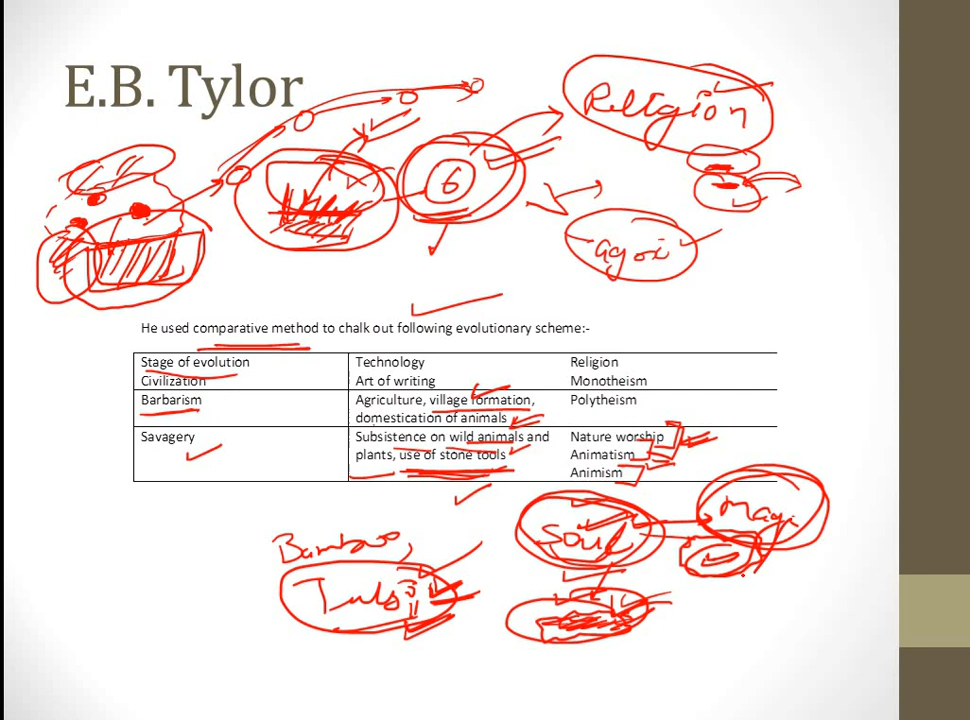 E.B. Tylor
Religion
6
He used comparative method to chalk out following evolutionary scheme:-
Stage of evolution Technology Religion
Civilization Art of writing Monotheism
Barbarism Agriculture, village formation, Polytheism
domestication of animals
Savagery Subsistence on wild animals and Nature worship
plants, use of stone tools Animatism
Animism
Soul